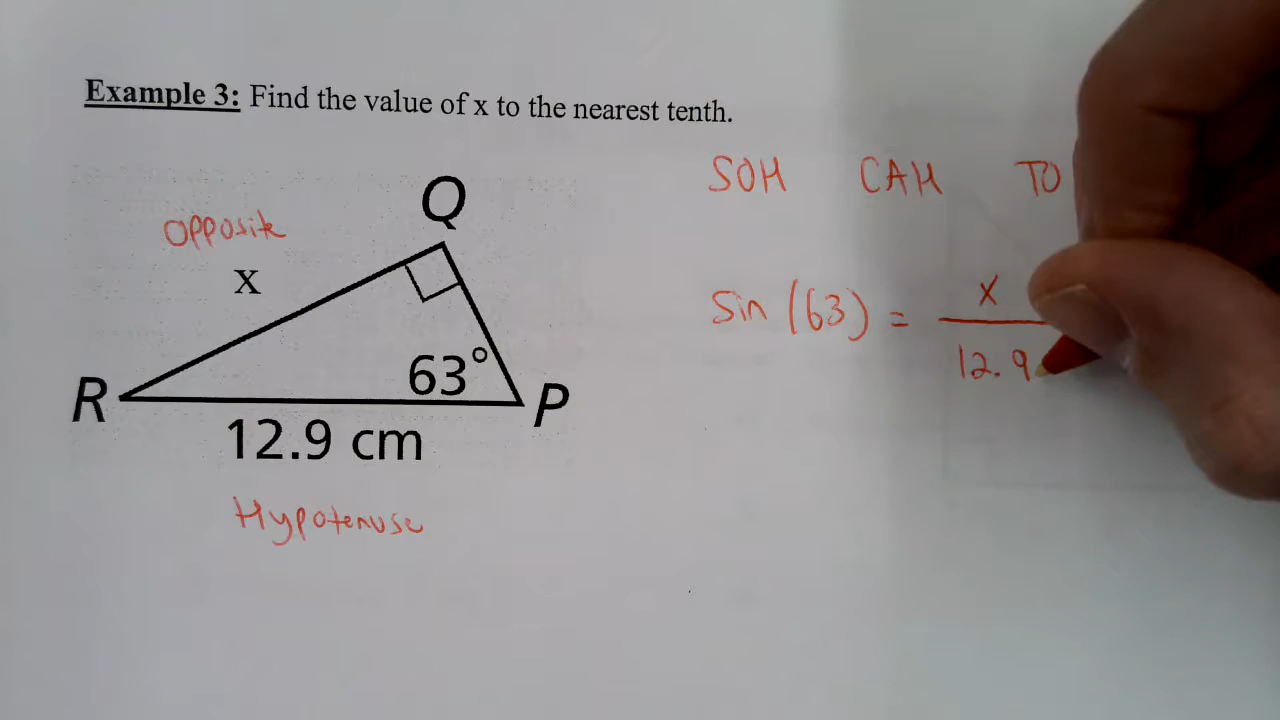 Example 3: Find the value of x to the nearest tenth.
SOH CAH TO
Q
Opposite
x
Sin (63) = x / 12.9
63°
R
P
12.9 cm
Hypotenuse